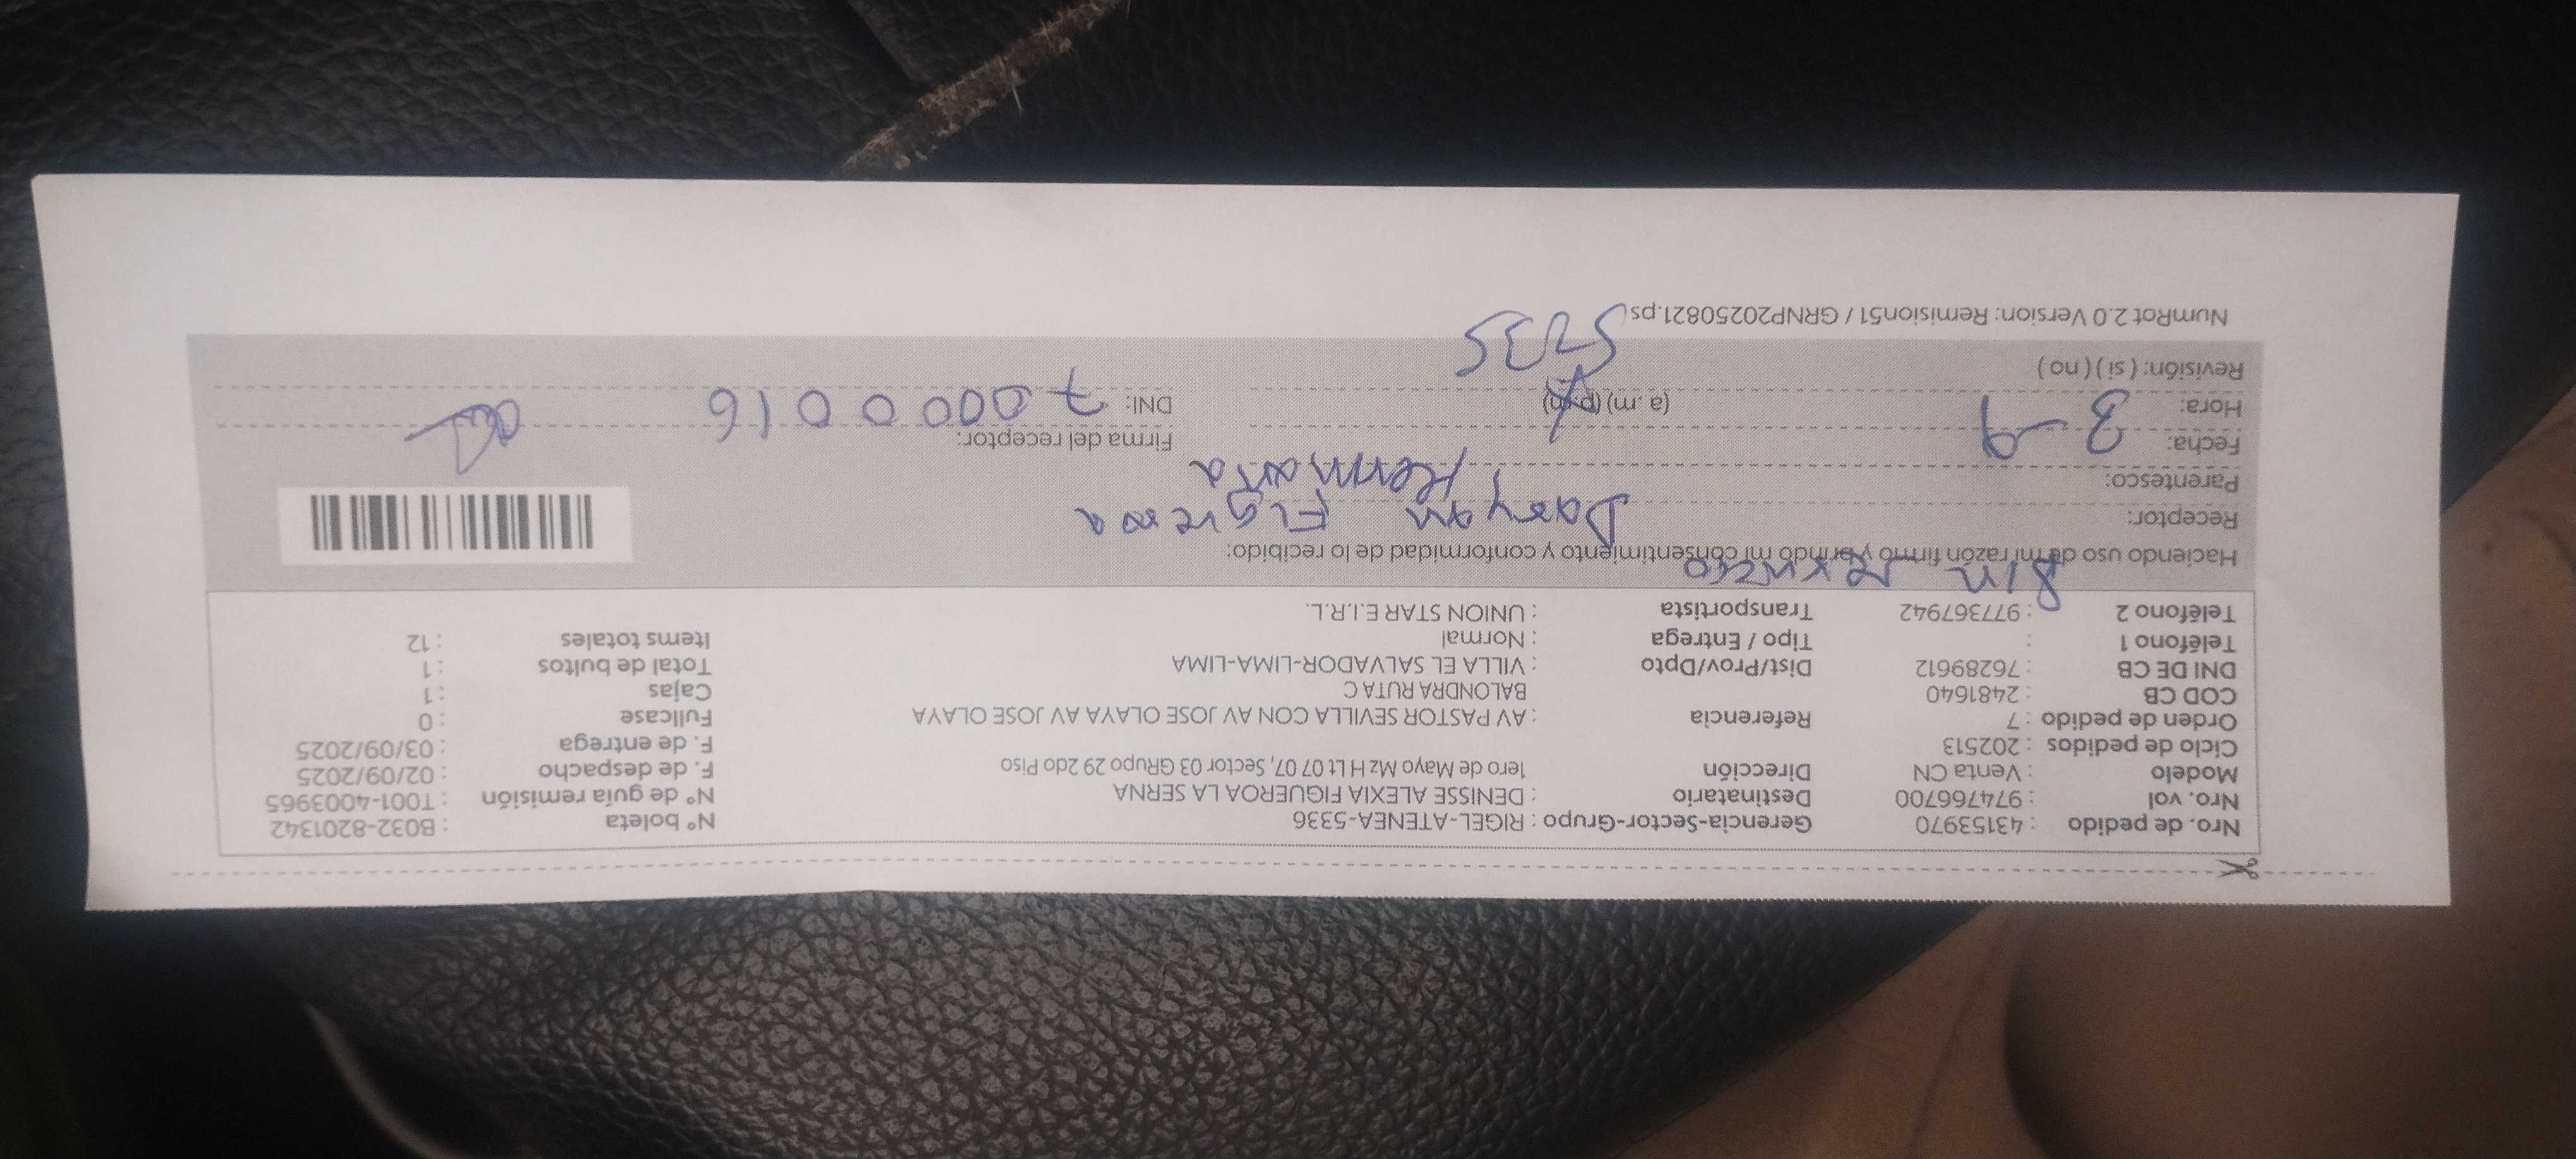 Nro. de pedido : 43153970 Gerencia-Sector-Grupo : RIGEL-ATENEA-5336 Nº boleta : B032-8201342
Nro. vol : 974766700 Destinatario : DENISSE ALEXIA FIGUEROA LA SERNA Nº de guía remisión : T001-4003965
Modelo : Venta CN Dirección 1ero de Mayo Mz H Lt 07 07, Sector 03 GRupo 29 2do Piso F. de despacho : 02/09/2025
Ciclo de pedidos : 202513 F. de entrega : 03/09/2025
Orden de pedido : 7 Referencia : AV PASTOR SEVILLA CON AV JOSE OLAYA AV JOSE OLAYA Fullcase : 0
COD CB : 2481640 BALONDRA RUTA C Cajas : 1
DNI DE CB : 76289612 Dist/Prov/Dpto : VILLA EL SALVADOR-LIMA-LIMA Total de bultos : 1
Teléfono 1 : Tipo / Entrega : Normal Items totales : 12
Teléfono 2 : 977367942 Transportista : UNION STAR E.I.R.L.
Haciendo uso de mi razón firmo y brindo mi consentimiento y conformidad de lo recibido:
Receptor: Dasyan Figueroa
Parentesco: Hermana
Fecha: 3-9 Firma del receptor:
Hora: (a.m) (p.m) DNI: 70000016
Revisión: ( si ) ( no ) 5235
NumRot 2.0 Version: Remision51 / GRNP20250821.ps